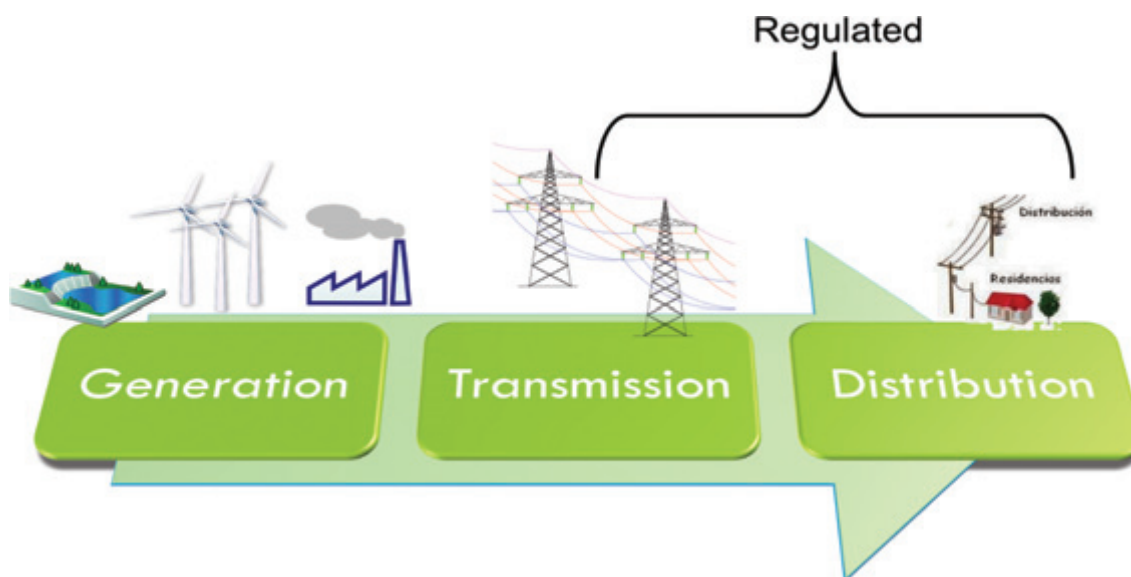 Regulated
Distribución
Residencias
Generation
Transmission
Distribution